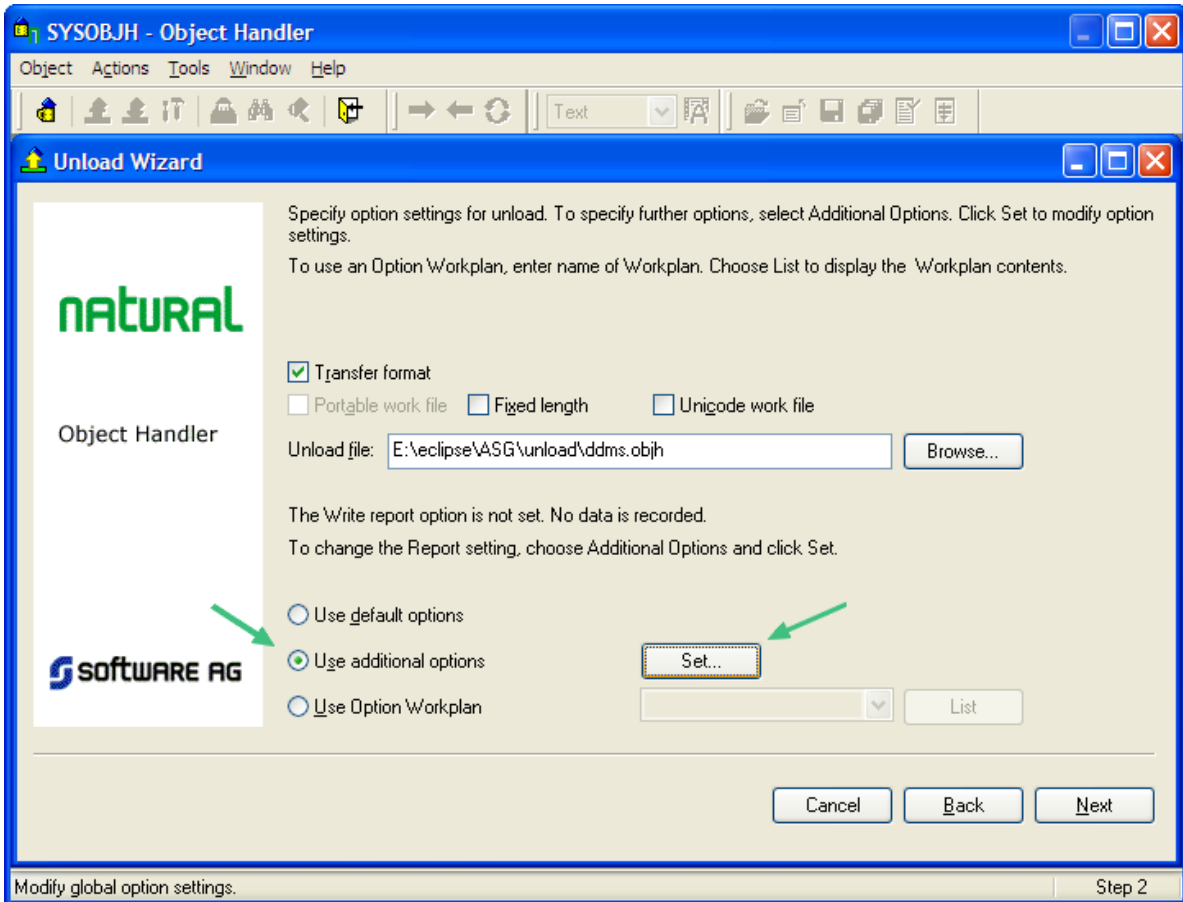 SYSOBJH - Object Handler
Object Actions Tools Window Help
Text
Unload Wizard
Specify option settings for unload. To specify further options, select Additional Options. Click Set to modify option
settings.
To use an Option Workplan, enter name of Workplan. Choose List to display the Workplan contents.
natural
Transfer format
Portable work file Fixed length Unicode work file
Object Handler
Unload file: E:\eclipse\ASG\unload\ddms.objh Browse...
The Write report option is not set. No data is recorded.
To change the Report setting, choose Additional Options and click Set.
Use default options
software AG
Use additional options Set...
Use Option Workplan List
Cancel Back Next
Modify global option settings. Step 2